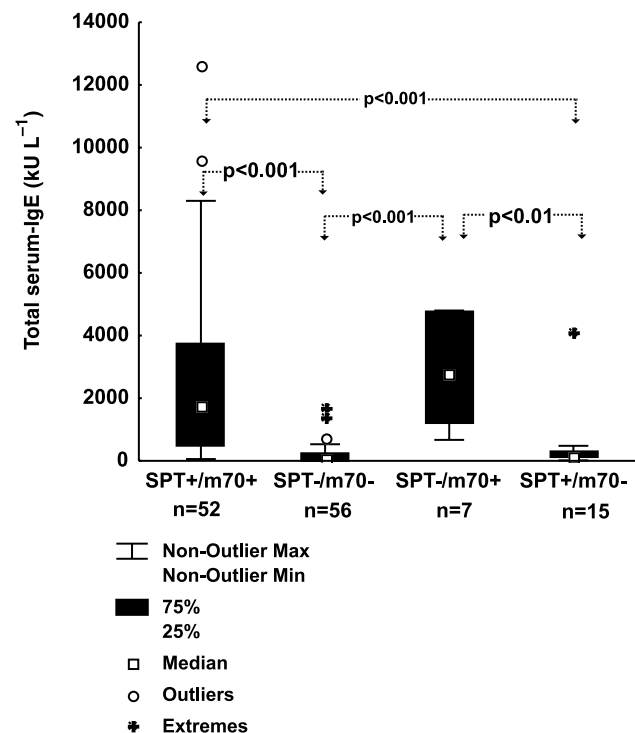 Total serum-IgE (kU L⁻¹)
14000
12000
10000
8000
6000
4000
2000
0
p<0.001
p<0.001
p<0.001
p<0.01
SPT+/m70+ SPT-/m70- SPT-/m70+ SPT+/m70-
n=52 n=56 n=7 n=15
Non-Outlier Max
Non-Outlier Min
75%
25%
Median
Outliers
Extremes